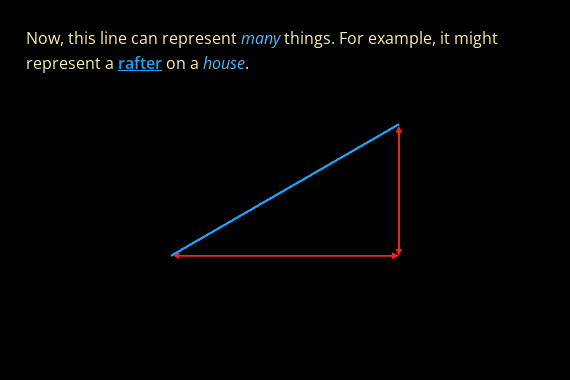 Now, this line can represent many things. For example, it might
represent a rafter on a house.